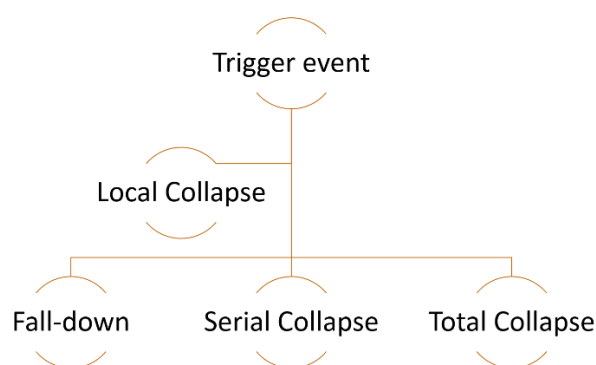 Trigger event
Local Collapse
Fall-down
Serial Collapse
Total Collapse